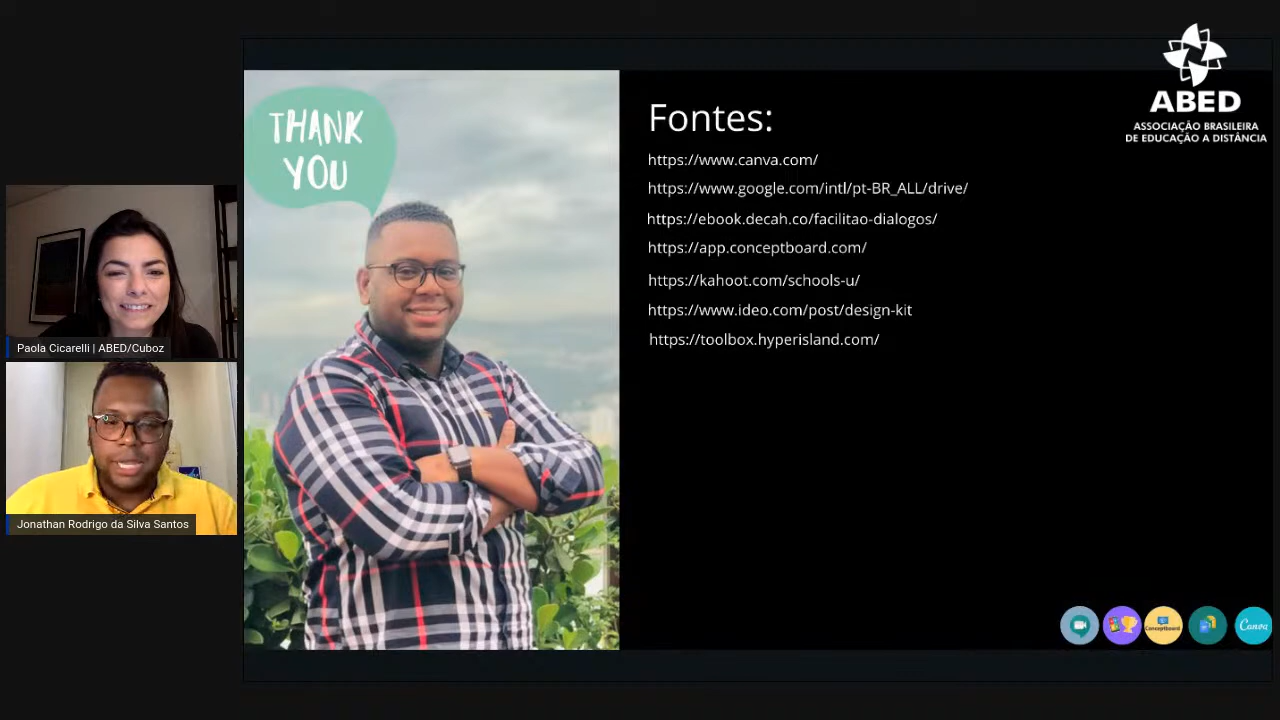 ABED
ASSOCIAÇÃO BRASILEIRA
DE EDUCAÇÃO A DISTÂNCIA
THANK
YOU
Fontes:
https://www.canva.com/
https://www.google.com/intl/pt-BR_ALL/drive/
https://ebook.decah.co/facilitao-dialogos/
https://app.conceptboard.com/
https://kahoot.com/schools-u/
https://www.ideo.com/post/design-kit
https://toolbox.hyperisland.com/
Paola Cicarelli | ABED/Cuboz
Jonathan Rodrigo da Silva Santos
Conceptboard
Canva